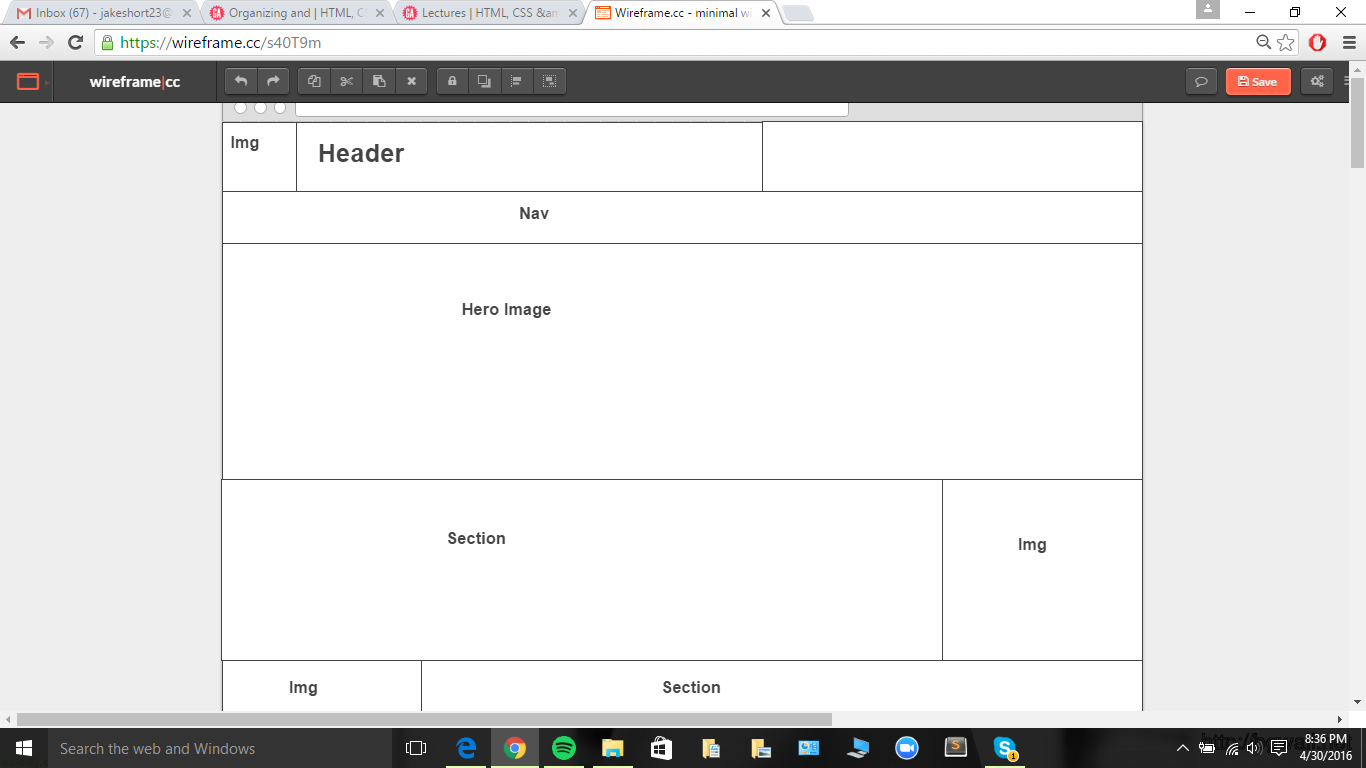 Inbox (67) - jakeshort23@
Organizing and | HTML, C
Lectures | HTML, CSS &am
Wireframe.cc - minimal wi
https://wireframe.cc/s40T9m
wireframe|cc
Save
Img
Header
Nav
Hero Image
Section
Img
Img
Section
Search the web and Windows
8:36 PM
4/30/2016